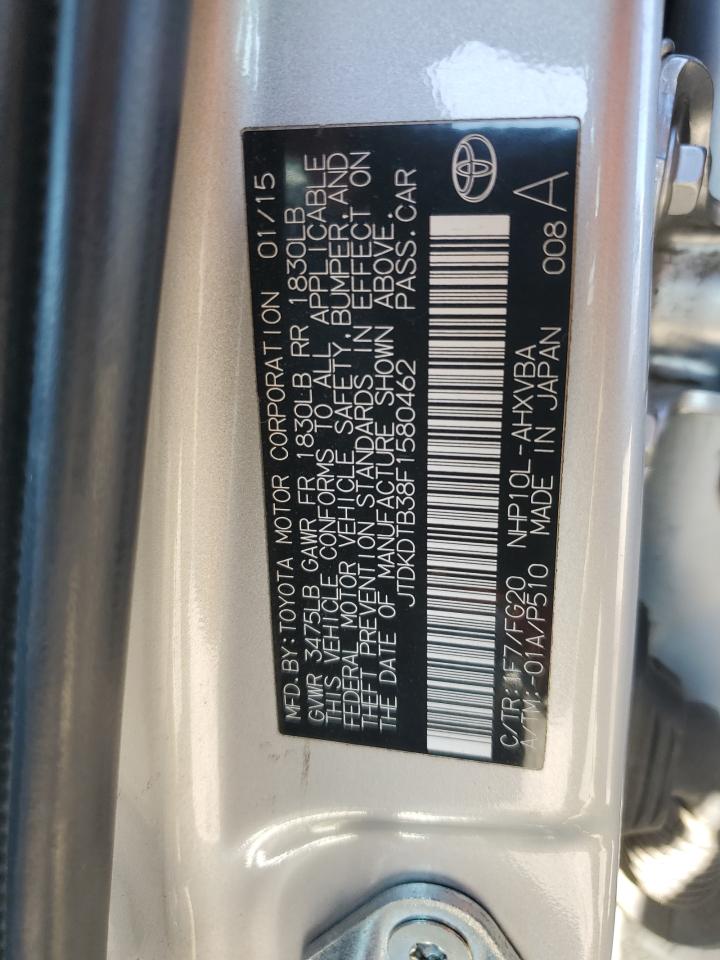 MFD. BY: TOYOTA MOTOR CORPORATION 01/15
GVWR 3475LB GAWR FR 1830LB RR 1830LB
THIS VEHICLE CONFORMS TO ALL APPLICABLE
FEDERAL MOTOR VEHICLE SAFETY, BUMPER, AND
THEFT PREVENTION STANDARDS IN EFFECT ON
THE DATE OF MANUFACTURE SHOWN ABOVE.
JTDKDTB38F1580462 PASS.CAR
C/TR: 1F7/FG20 NHP10L-AHXVBA
A/TM: -01A/P510 MADE IN JAPAN 008 A